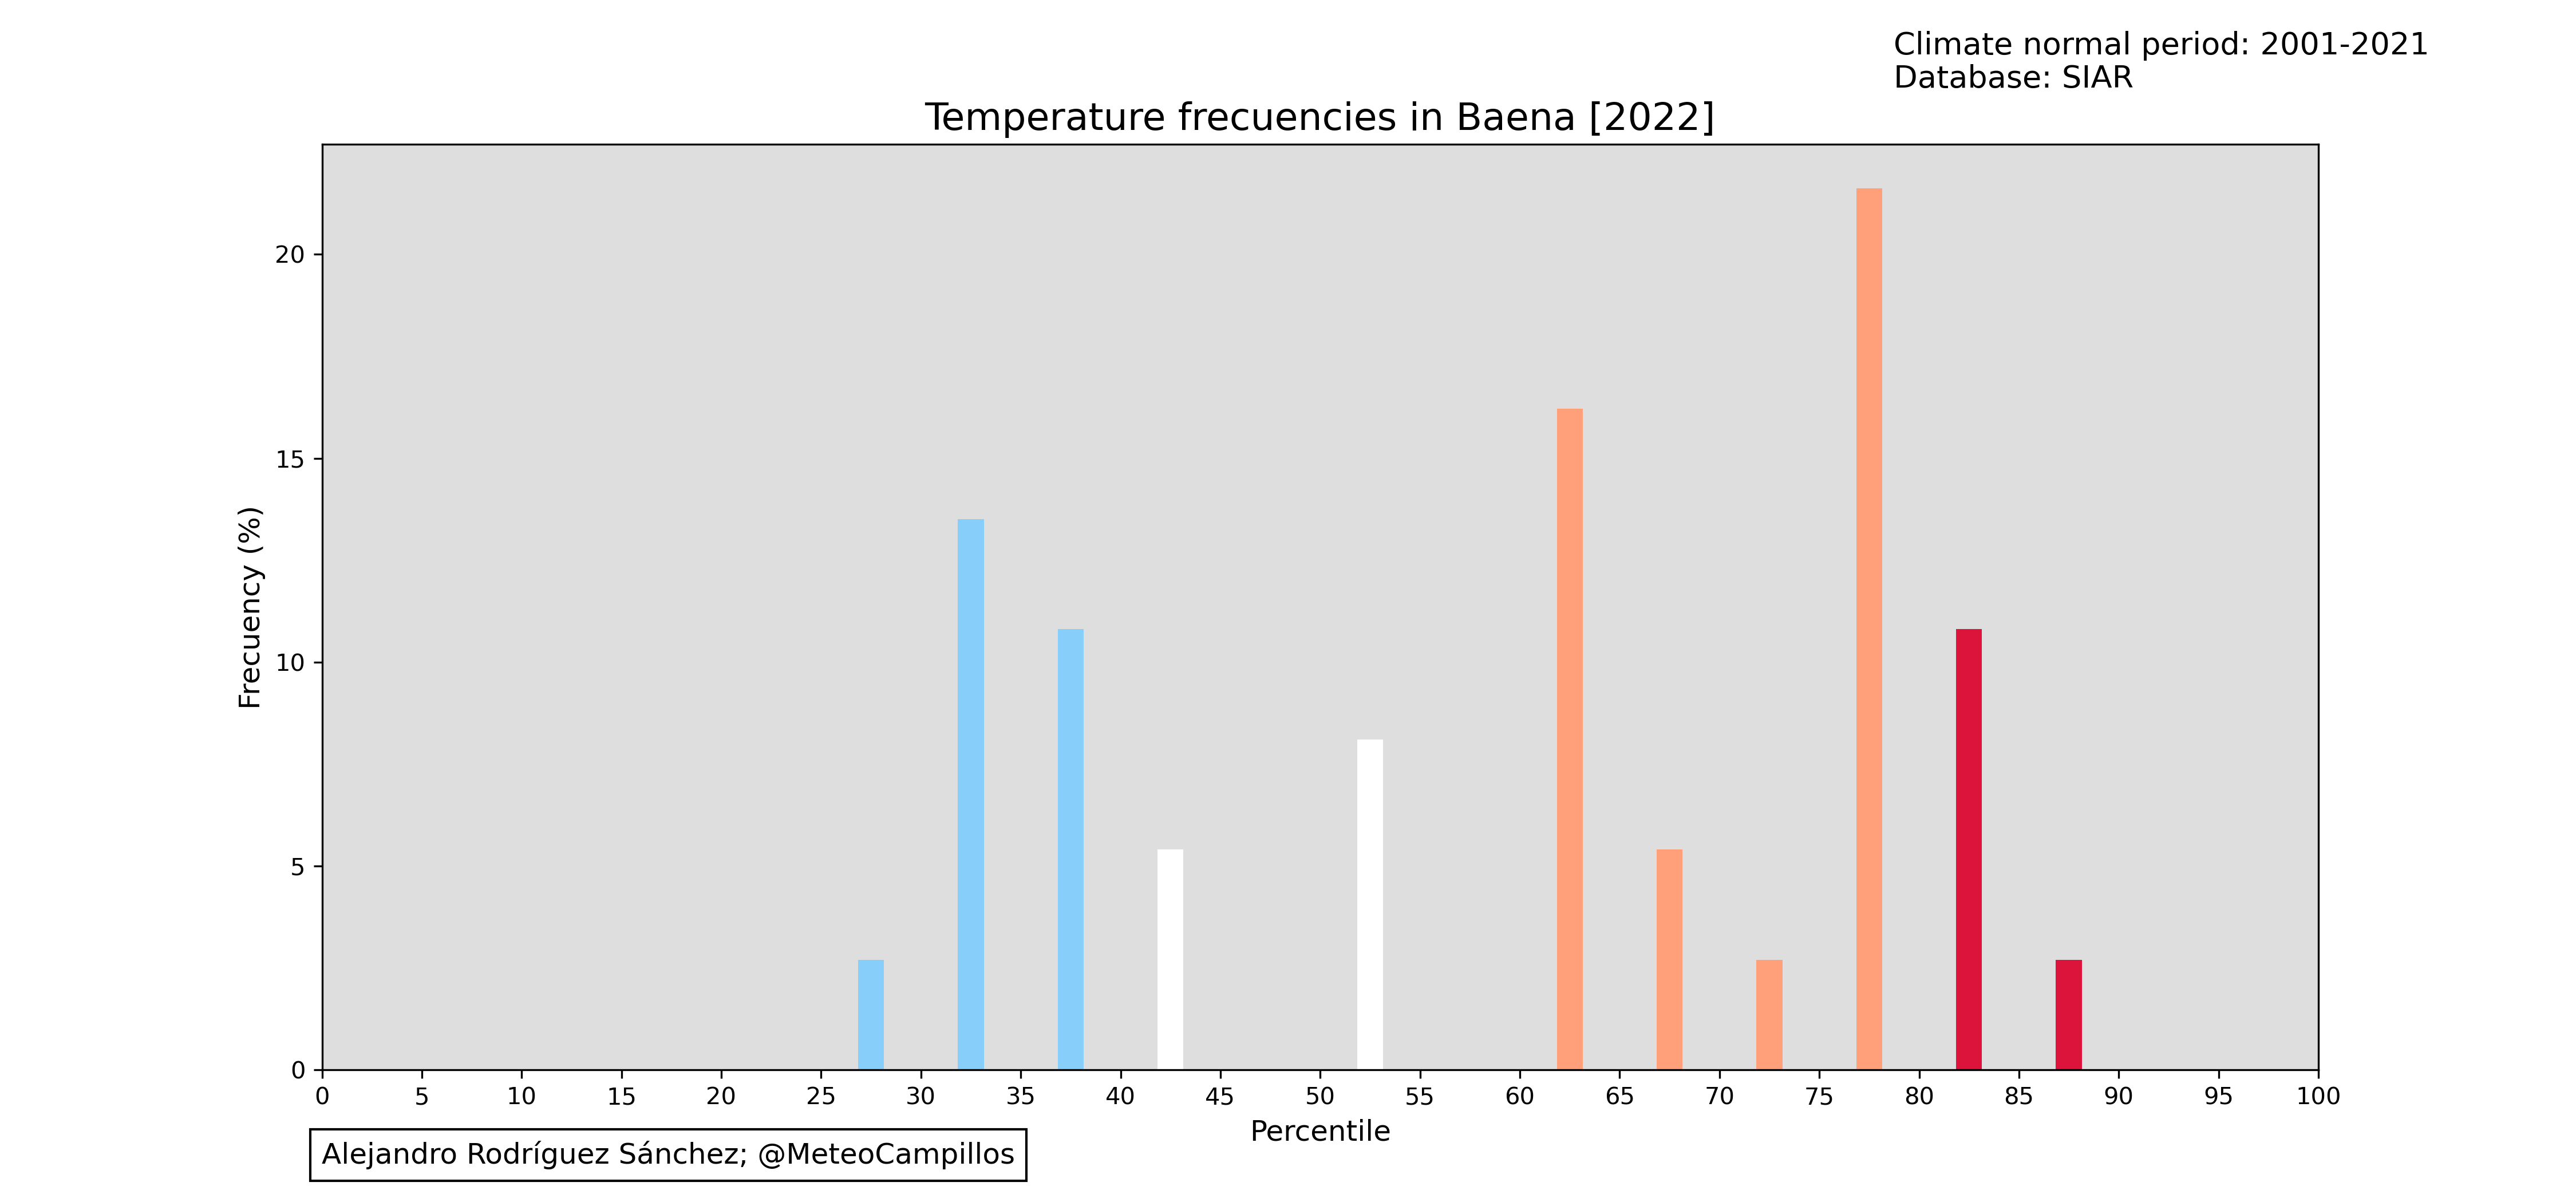 Climate normal period: 2001-2021
Database: SIAR
Temperature frecuencies in Baena [2022]
Frecuency (%)
20
15
10
5
0
0 5 10 15 20 25 30 35 40 45 50 55 60 65 70 75 80 85 90 95 100
Percentile
Alejandro Rodríguez Sánchez; @MeteoCampillos